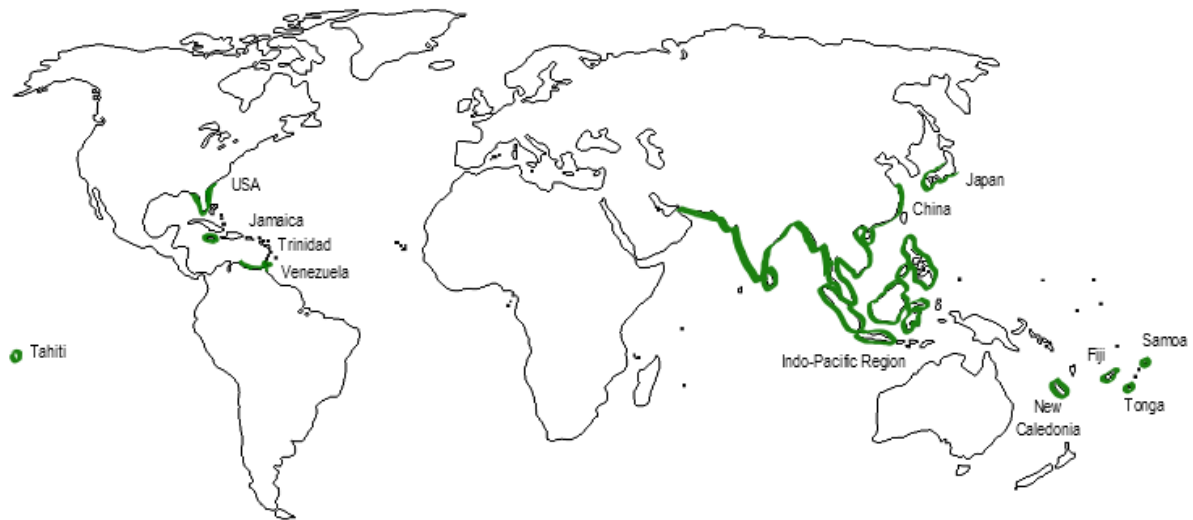 USA
Japan
China
Jamaica
Trinidad
Venezuela
Tahiti
Indo-Pacific Region
Fiji
Samoa
New
Caledonia
Tonga